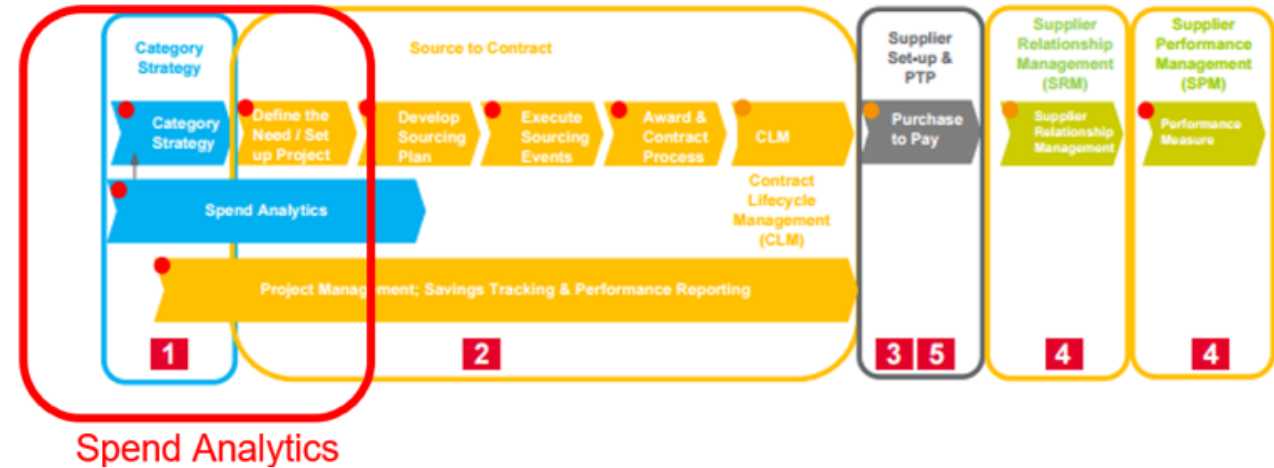 Category
Strategy
Source to Contract
Supplier
Set-up &
PTP
Supplier
Relationship
Management
(SRM)
Supplier
Performance
Management
(SPM)
Category
Strategy
Define the
Need / Set
up Project
Develop
Sourcing
Plan
Execute
Sourcing
Events
Award &
Contract
Process
CLM
Purchase
to Pay
Supplier
Relationship
Management
Performance
Measure
Spend Analytics
Contract
Lifecycle
Management
(CLM)
Project Management; Savings Tracking & Performance Reporting
1
2
3 5
4
4
Spend Analytics